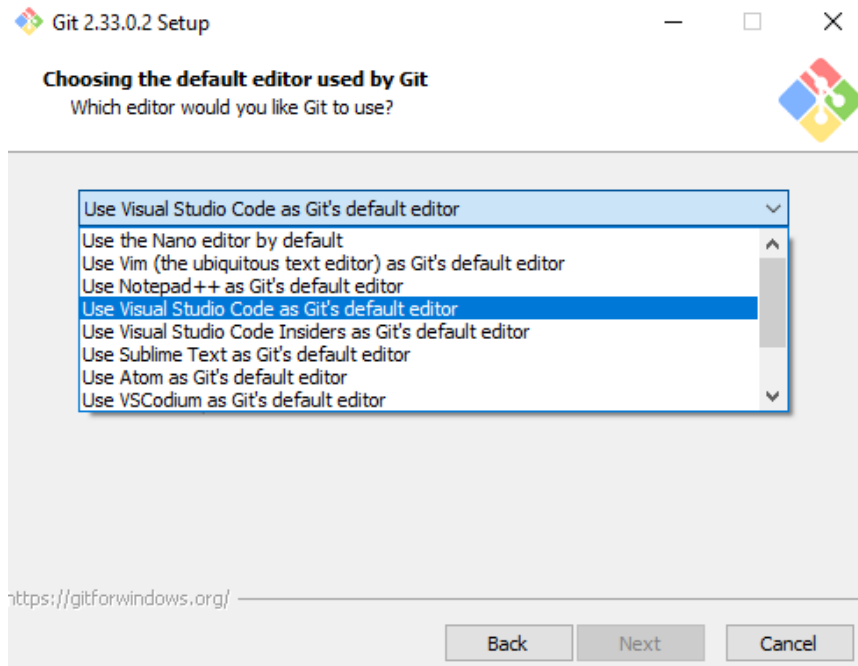 Git 2.33.0.2 Setup
Choosing the default editor used by Git
Which editor would you like Git to use?
Use Visual Studio Code as Git's default editor
Use the Nano editor by default
Use Vim (the ubiquitous text editor) as Git's default editor
Use Notepad++ as Git's default editor
Use Visual Studio Code as Git's default editor
Use Visual Studio Code Insiders as Git's default editor
Use Sublime Text as Git's default editor
Use Atom as Git's default editor
Use VSCodium as Git's default editor
https://gitforwindows.org/
Back Next Cancel